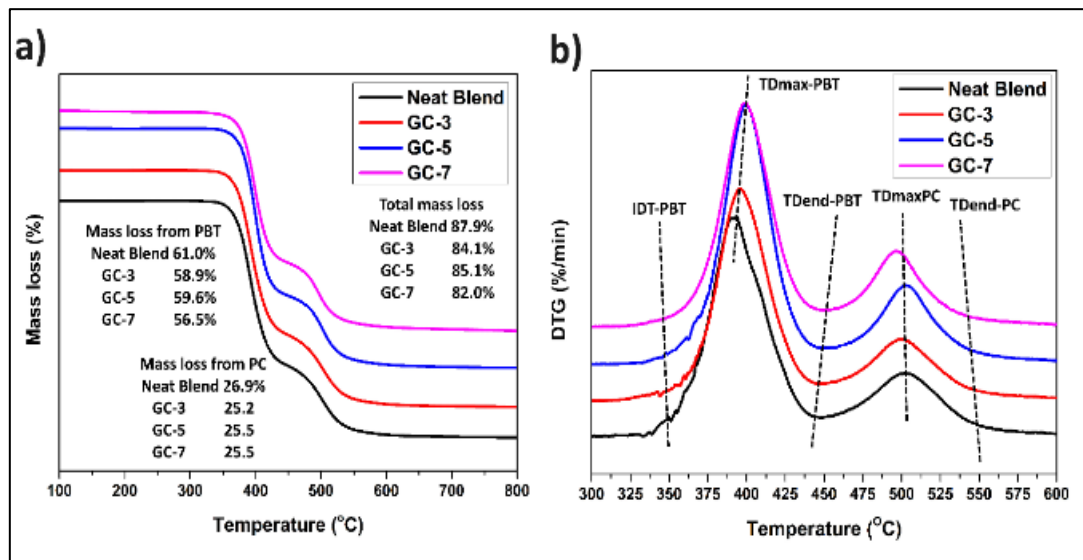 a)
Neat Blend
GC-3
GC-5
GC-7
Mass loss from PBT
Neat Blend 61.0%
GC-3 58.9%
GC-5 59.6%
GC-7 56.5%
Total mass loss
Neat Blend 87.9%
GC-3 84.1%
GC-5 85.1%
GC-7 82.0%
Mass loss from PC
Neat Blend 26.9%
GC-3 25.2
GC-5 25.5
GC-7 25.5
Mass loss (%)
100 200 300 400 500 600 700 800
Temperature (°C)
b)
TDmax-PBT
Neat Blend
GC-3
GC-5
GC-7
IDT-PBT
TDend-PBT
TDmaxPC
TDend-PC
DTG (%/min)
300 325 350 375 400 425 450 475 500 525 550 575 600
Temperature (°C)